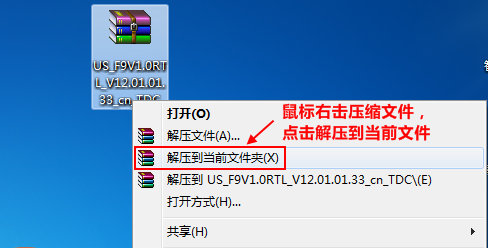 US_F9V1.0RTL
L_V12.01.01.
33_cn_TDC
打开(O)
鼠标右击压缩文件，
解压文件(A)...
点击解压到当前文件
解压到当前文件夹(X)
解压到 US_F9V1.0RTL_V12.01.01.33_cn_TDC\(E)
打开方式(H)...
共享(H)